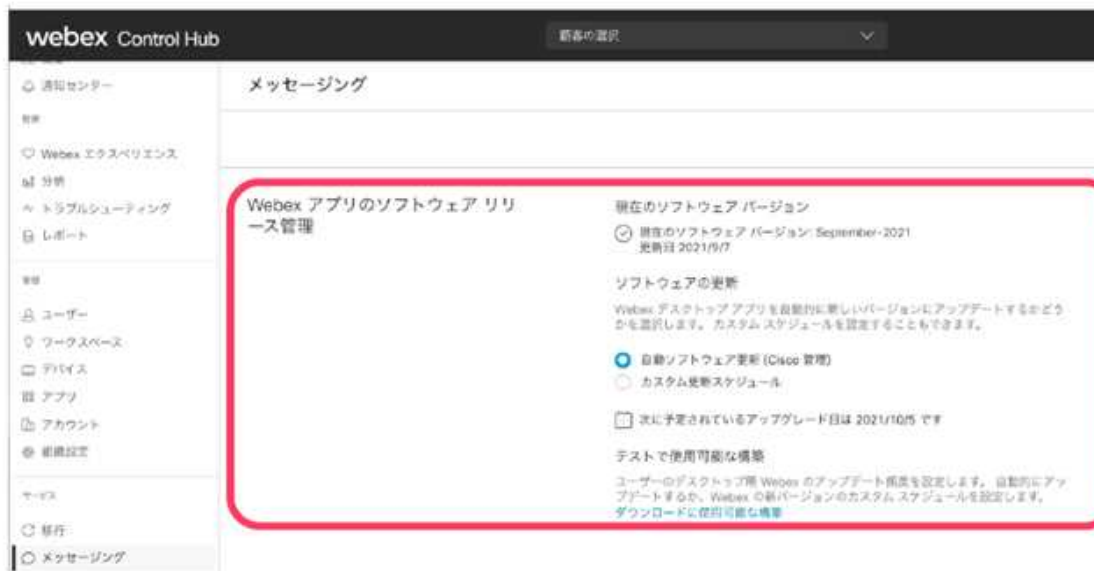 webex Control Hub
顧客の選択
通知センター
Webex エクスペリエンス
分析
トラブルシューティング
レポート
管理
ユーザー
ワークスペース
デバイス
アプリ
アカウント
組織設定
サービス
移行
メッセージング
メッセージング
Webex アプリのソフトウェア リリ
ース管理
現在のソフトウェア バージョン
現在のソフトウェア バージョン: September-2021
更新日 2021/9/7
ソフトウェアの更新
Webex デスクトップ アプリを自動的に新しいバージョンにアップデートするかどう
かを選択します。 カスタム スケジュールを設定することもできます。
自動ソフトウェア更新 (Cisco 管理)
カスタム更新スケジュール
次に予定されているアップグレード日は 2021/10/5 です
テストで使用可能な構築
ユーザーのデスクトップ用 Webex のアップデート頻度を設定します。 自動的にアッ
プデートするか、Webex の新バージョンのカスタム スケジュールを設定します。
ダウンロードに使用可能な構築